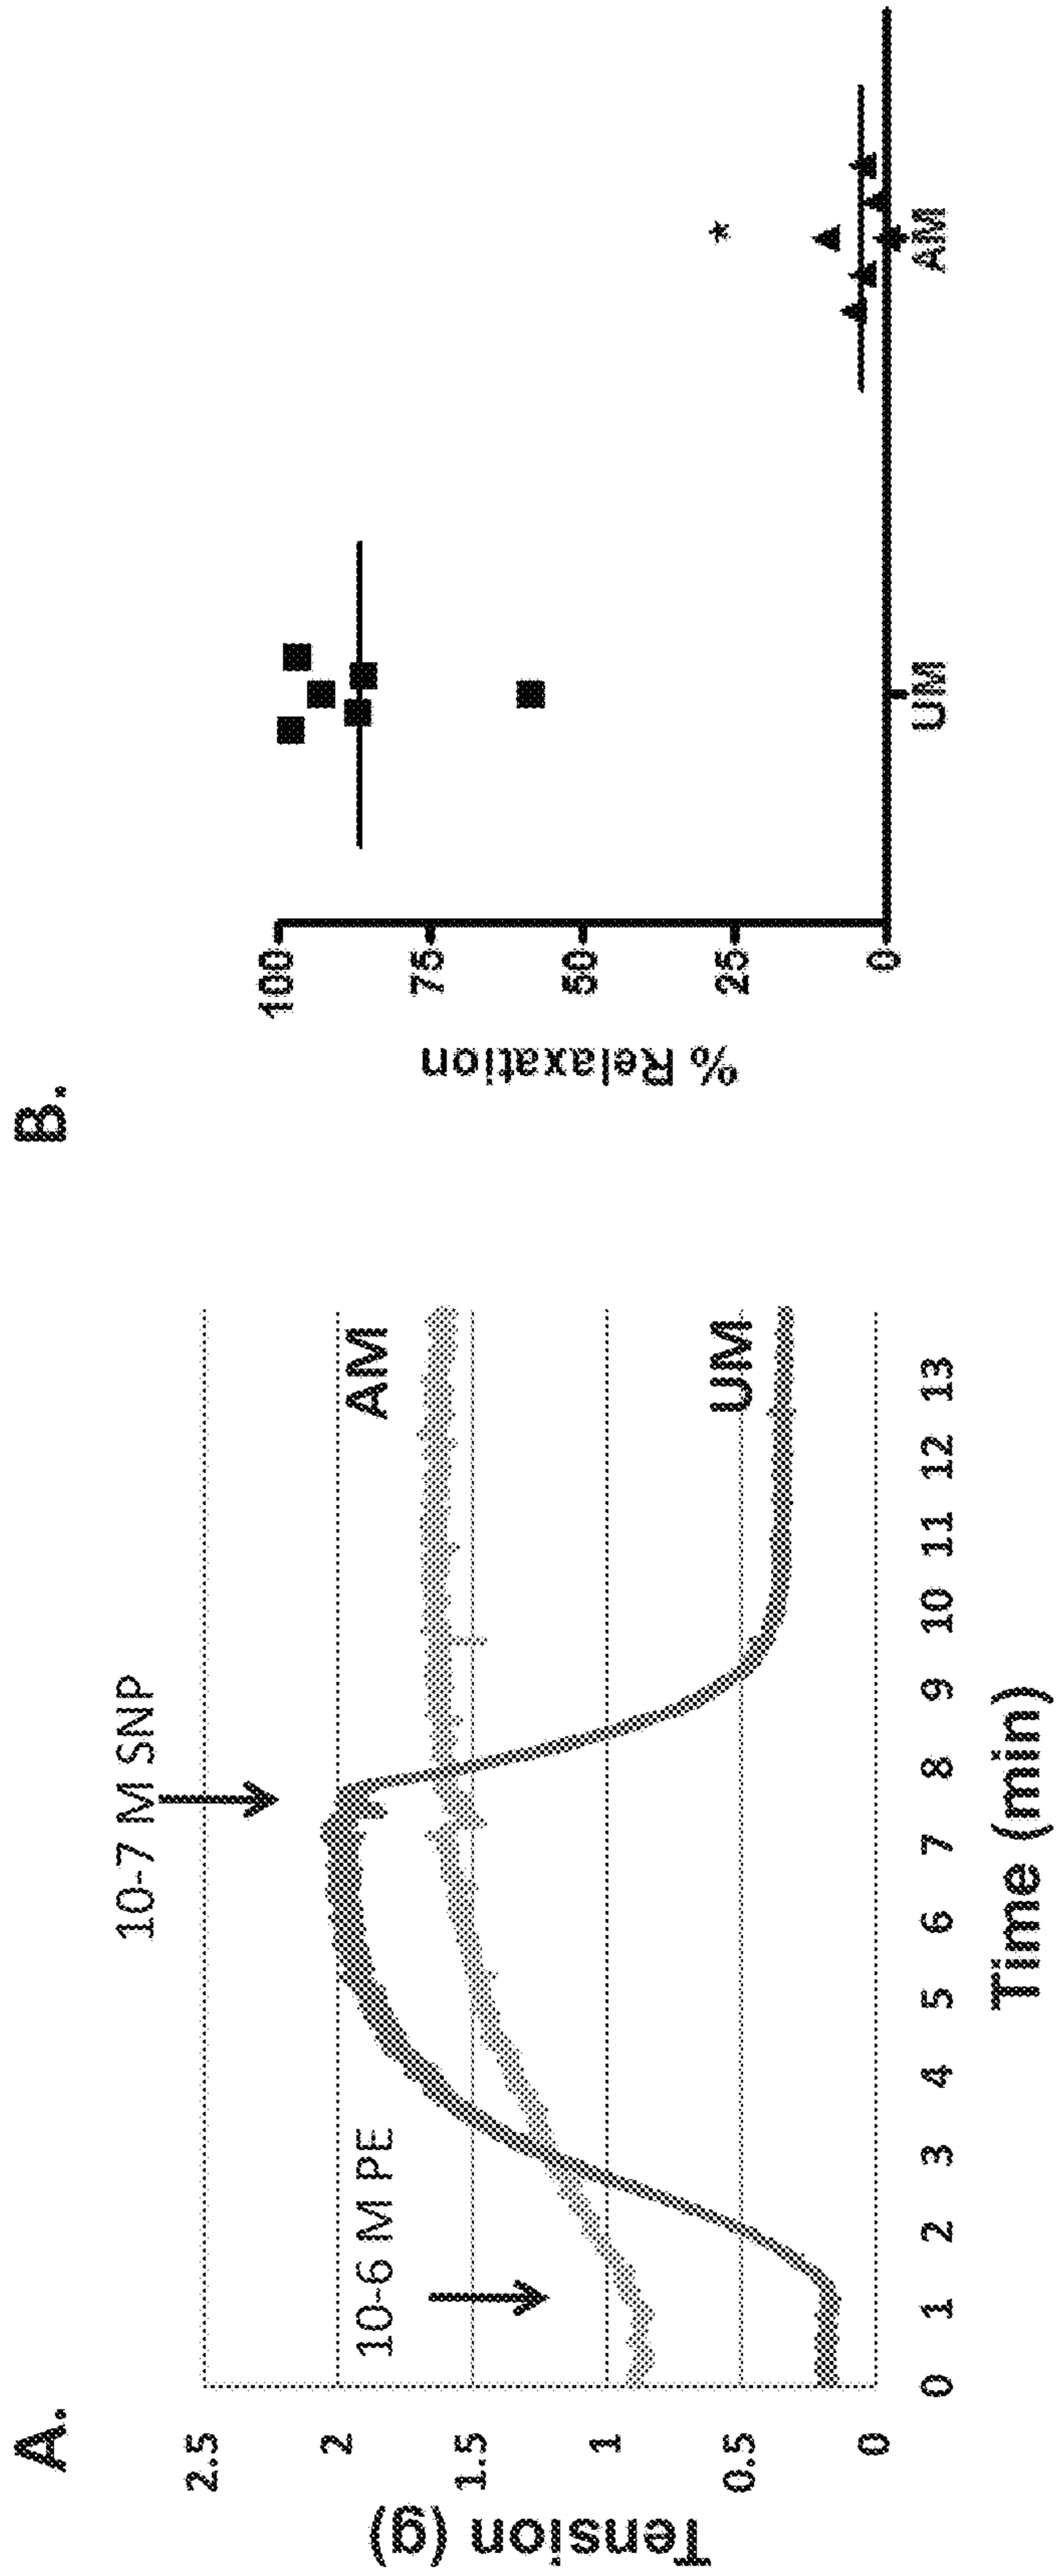 A.
Tension (g)
2.5
2
1.5
1
0.5
0
10-6 M PE
10-7 M SNP
AM
UM
0 1 2 3 4 5 6 7 8 9 10 11 12 13
Time (min)
B.
% Relaxation
100
75
50
25
0
*
UM AM